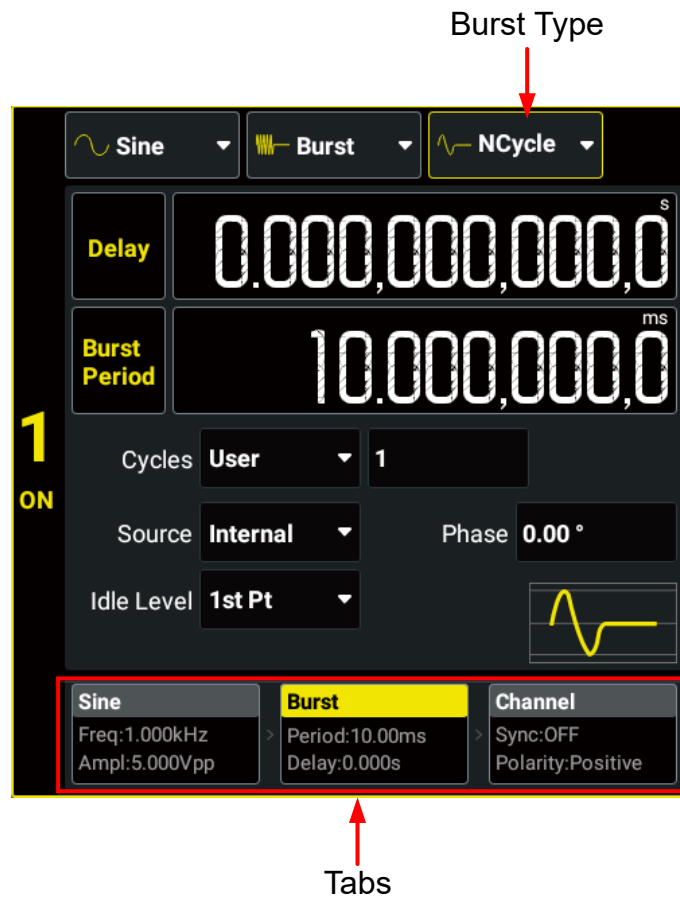 Burst Type
Sine
Burst
NCycle
Delay
0.000,000,000,0
s
Burst
Period
10.000,000,0
ms
1
ON
Cycles User 1
Source Internal Phase 0.00 °
Idle Level 1st Pt
Sine
Freq:1.000kHz
Ampl:5.000Vpp
>
Burst
Period:10.00ms
Delay:0.000s
>
Channel
Sync:OFF
Polarity:Positive
Tabs